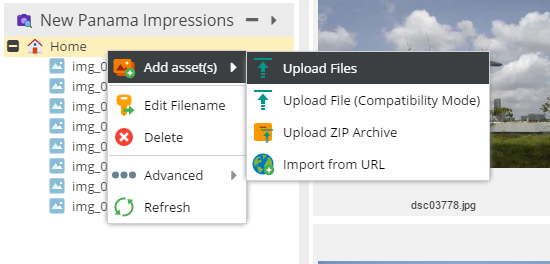 New Panama Impressions
Home
img_0
img_0
img_0
img_0
img_0
img_0
img_0
img_0
Add asset(s)
Edit Filename
Delete
Advanced
Refresh
Upload Files
Upload File (Compatibility Mode)
Upload ZIP Archive
Import from URL
dsc03778.jpg